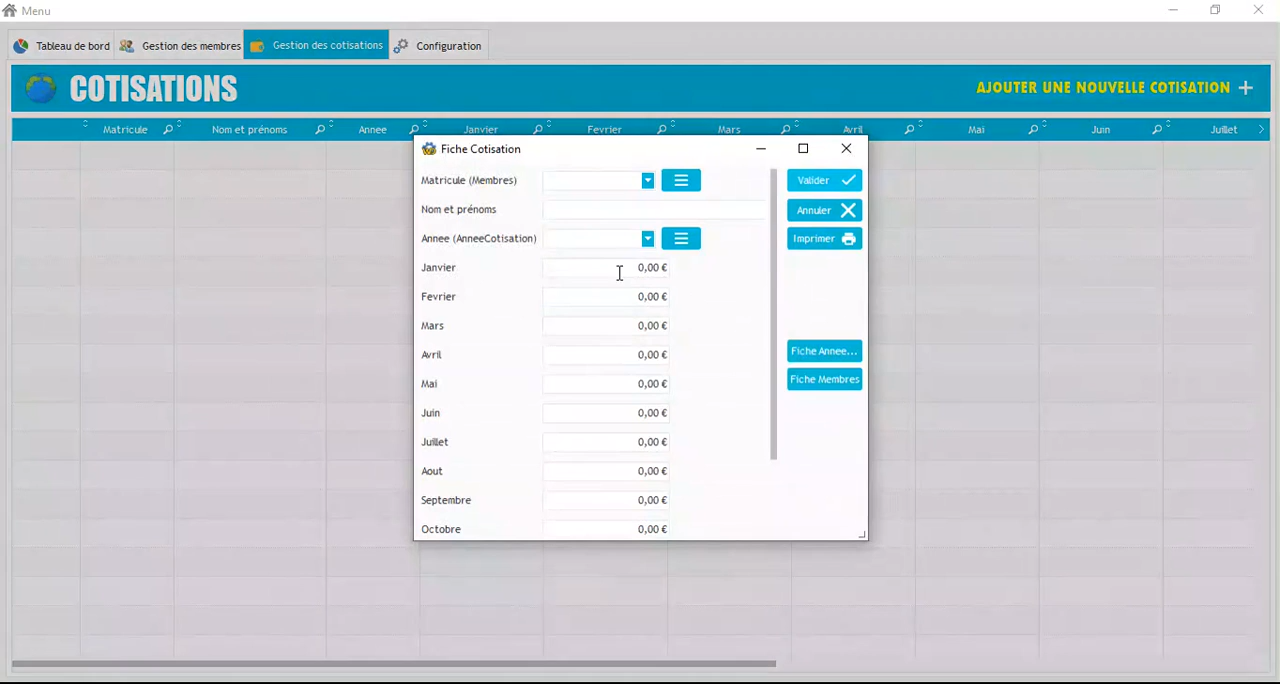 Menu
Tableau de bord Gestion des membres Gestion des cotisations Configuration
COTISATIONS AJOUTER UNE NOUVELLE COTISATION +
Matricule Nom et prénoms Annee Janvier Fevrier Mars Avril Mai Juin Juillet
Fiche Cotisation
Matricule (Membres) Valider
Nom et prénoms Annuler
Annee (AnneeCotisation) Imprimer
Janvier 0,00 €
Fevrier 0,00 €
Mars 0,00 €
Avril 0,00 € Fiche Annee...
Mai 0,00 € Fiche Membres
Juin 0,00 €
Juillet 0,00 €
Aout 0,00 €
Septembre 0,00 €
Octobre 0,00 €